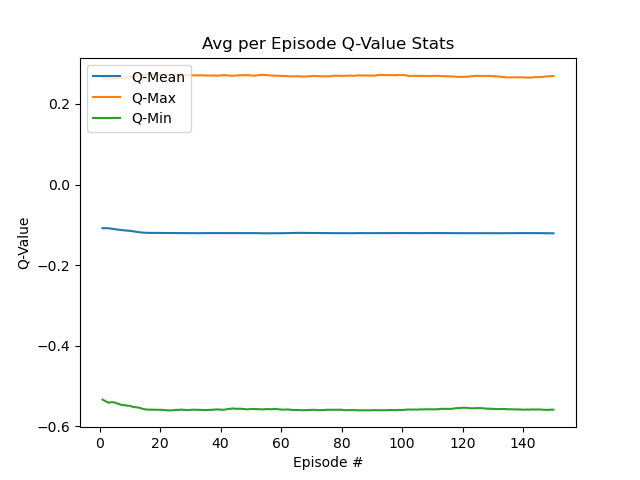 Avg per Episode Q-Value Stats
Q-Mean
Q-Max
Q-Min
0.2
0.0
−0.2
−0.4
−0.6
Q-Value
0 20 40 60 80 100 120 140
Episode #